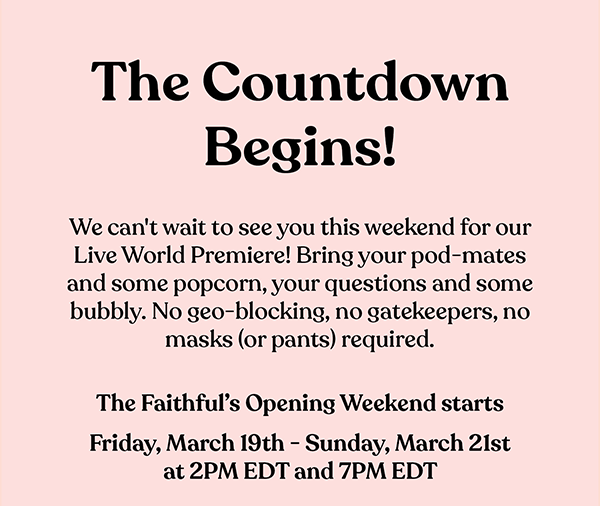 The Countdown
Begins!
We can't wait to see you this weekend for our
Live World Premiere! Bring your pod-mates
and some popcorn, your questions and some
bubbly. No geo-blocking, no gatekeepers, no
masks (or pants) required.
The Faithful’s Opening Weekend starts
Friday, March 19th - Sunday, March 21st
at 2PM EDT and 7PM EDT